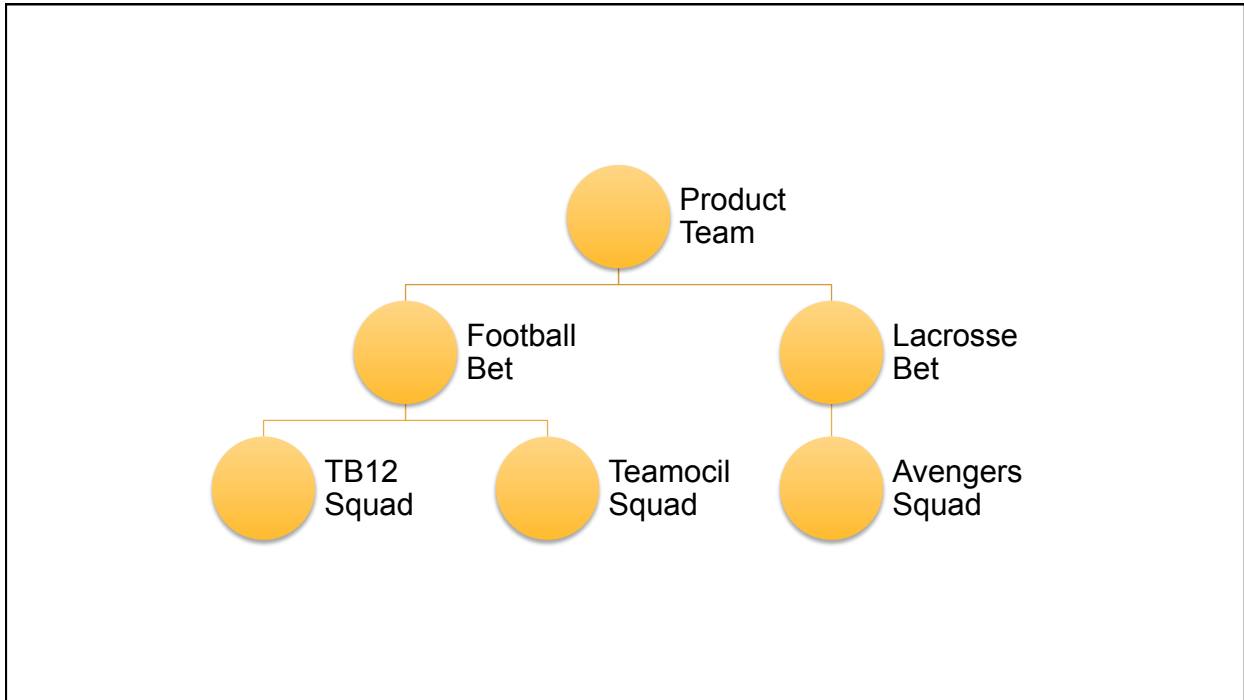 Product
Team
Football
Bet
Lacrosse
Bet
TB12
Squad
Teamocil
Squad
Avengers
Squad